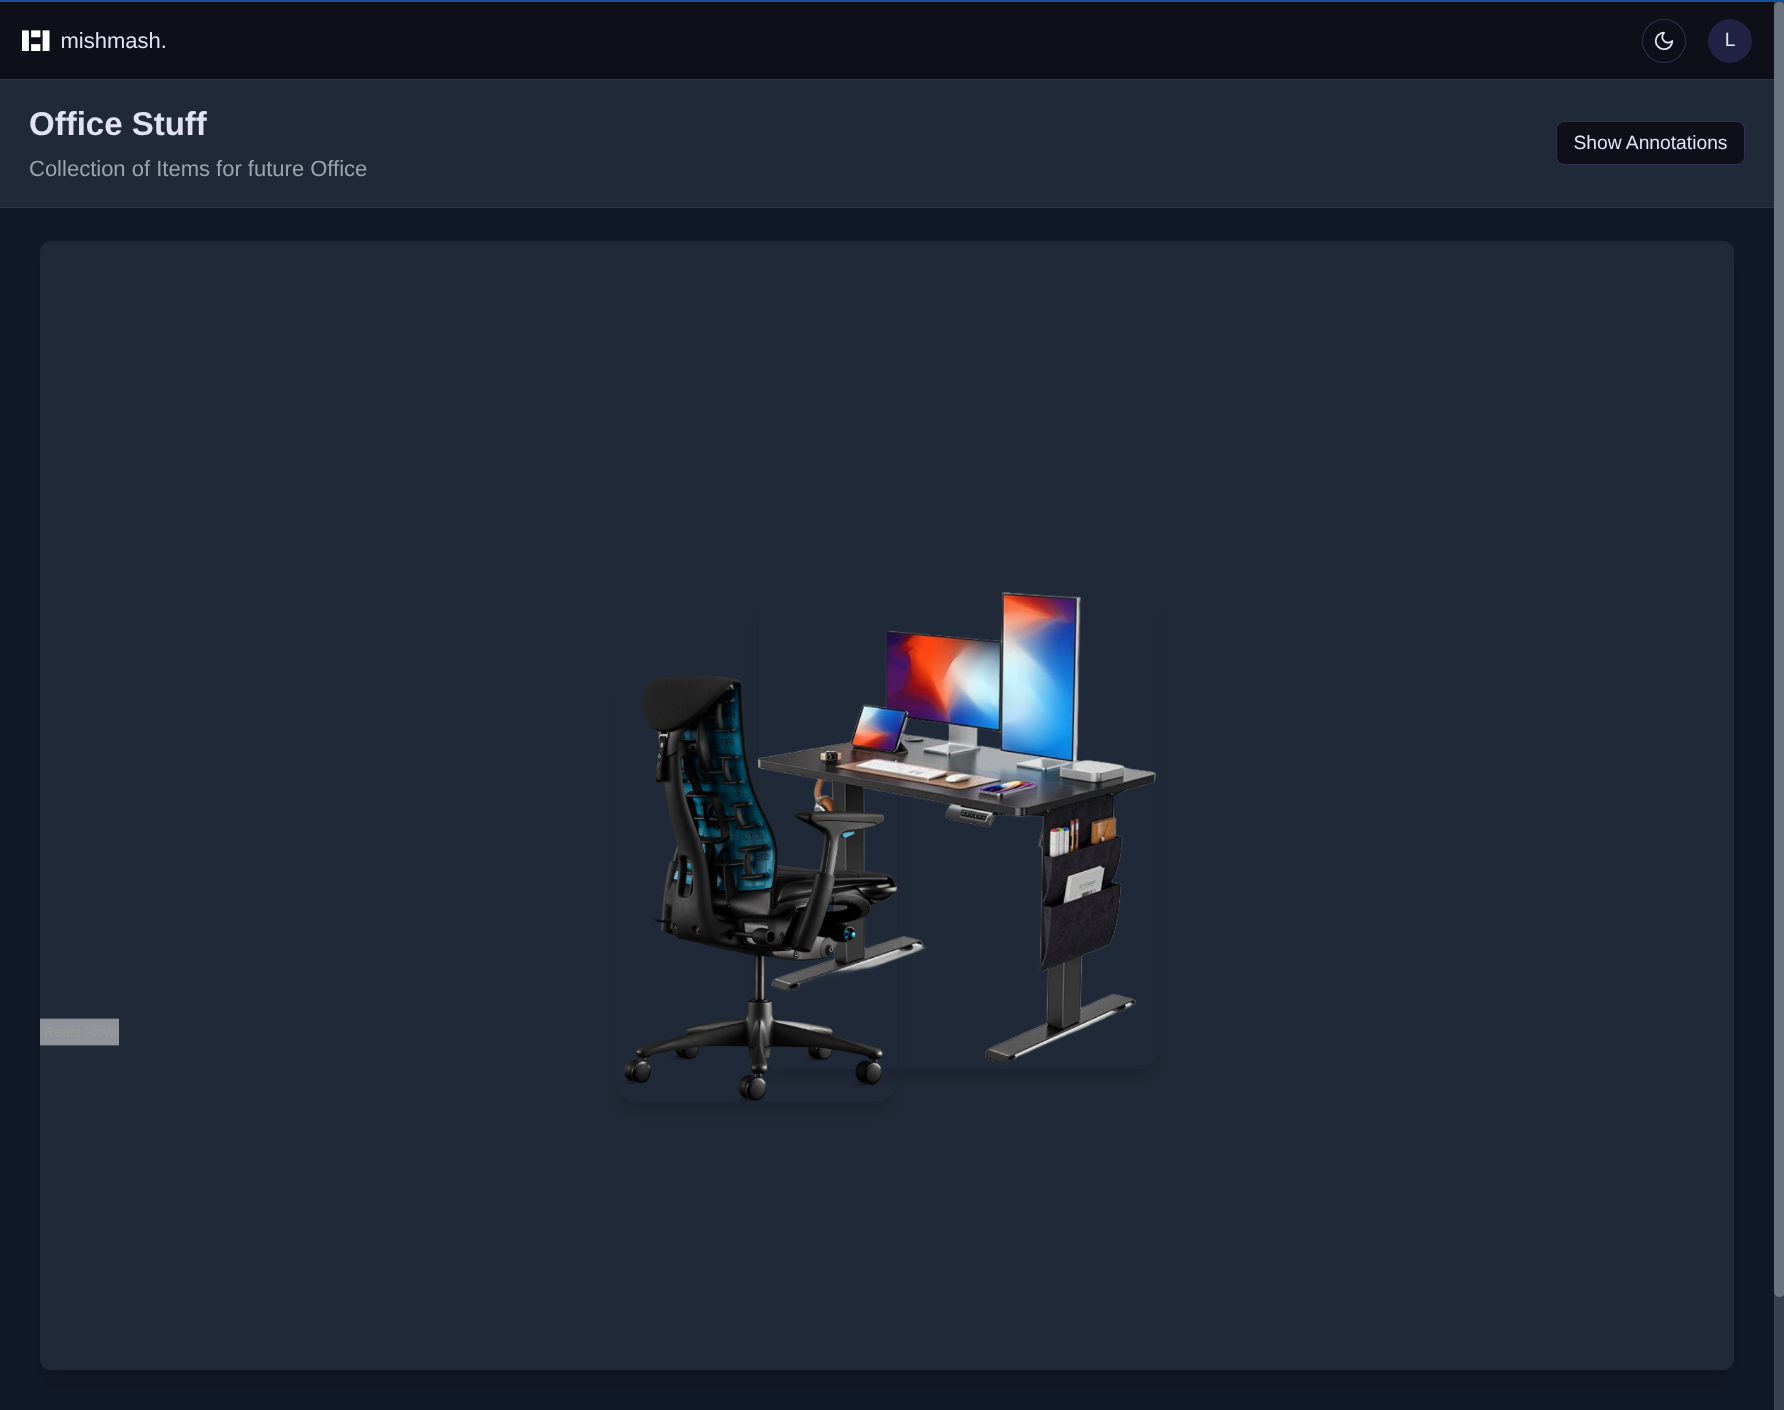 mishmash.
L
Office Stuff
Collection of Items for future Office
Show Annotations